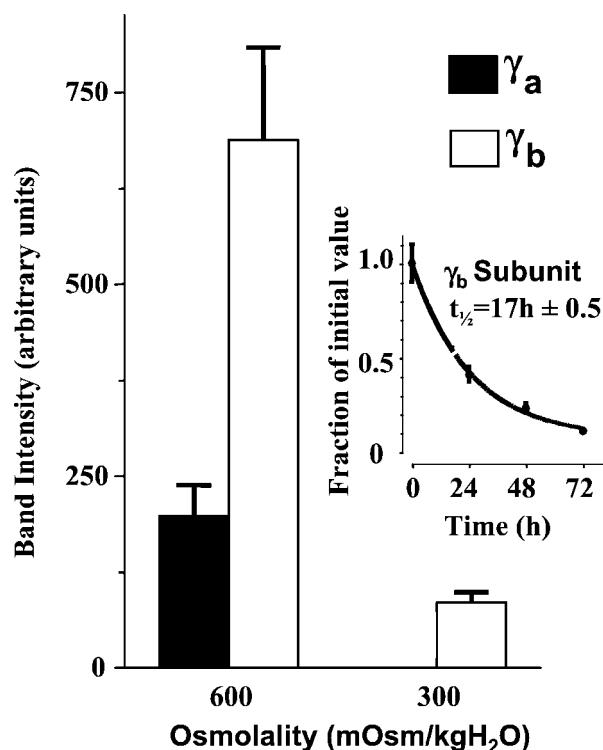 Band Intensity (arbitrary units)
750
500
250
0
γa
γb
Fraction of initial value
1.0
0.5
0
γb Subunit
t½=17h ± 0.5
0 24 48 72
Time (h)
600 300
Osmolality (mOsm/kgH₂O)